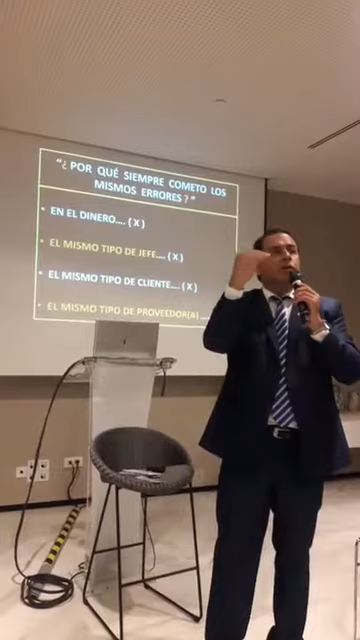 "¿ POR QUÉ SIEMPRE COMETO LOS
MISMOS ERRORES ? "
• EN EL DINERO.... ( X )
• EL MISMO TIPO DE JEFE.... ( X )
• EL MISMO TIPO DE CLIENTE.... ( X )
• EL MISMO TIPO DE PROVEEDOR(A) .....